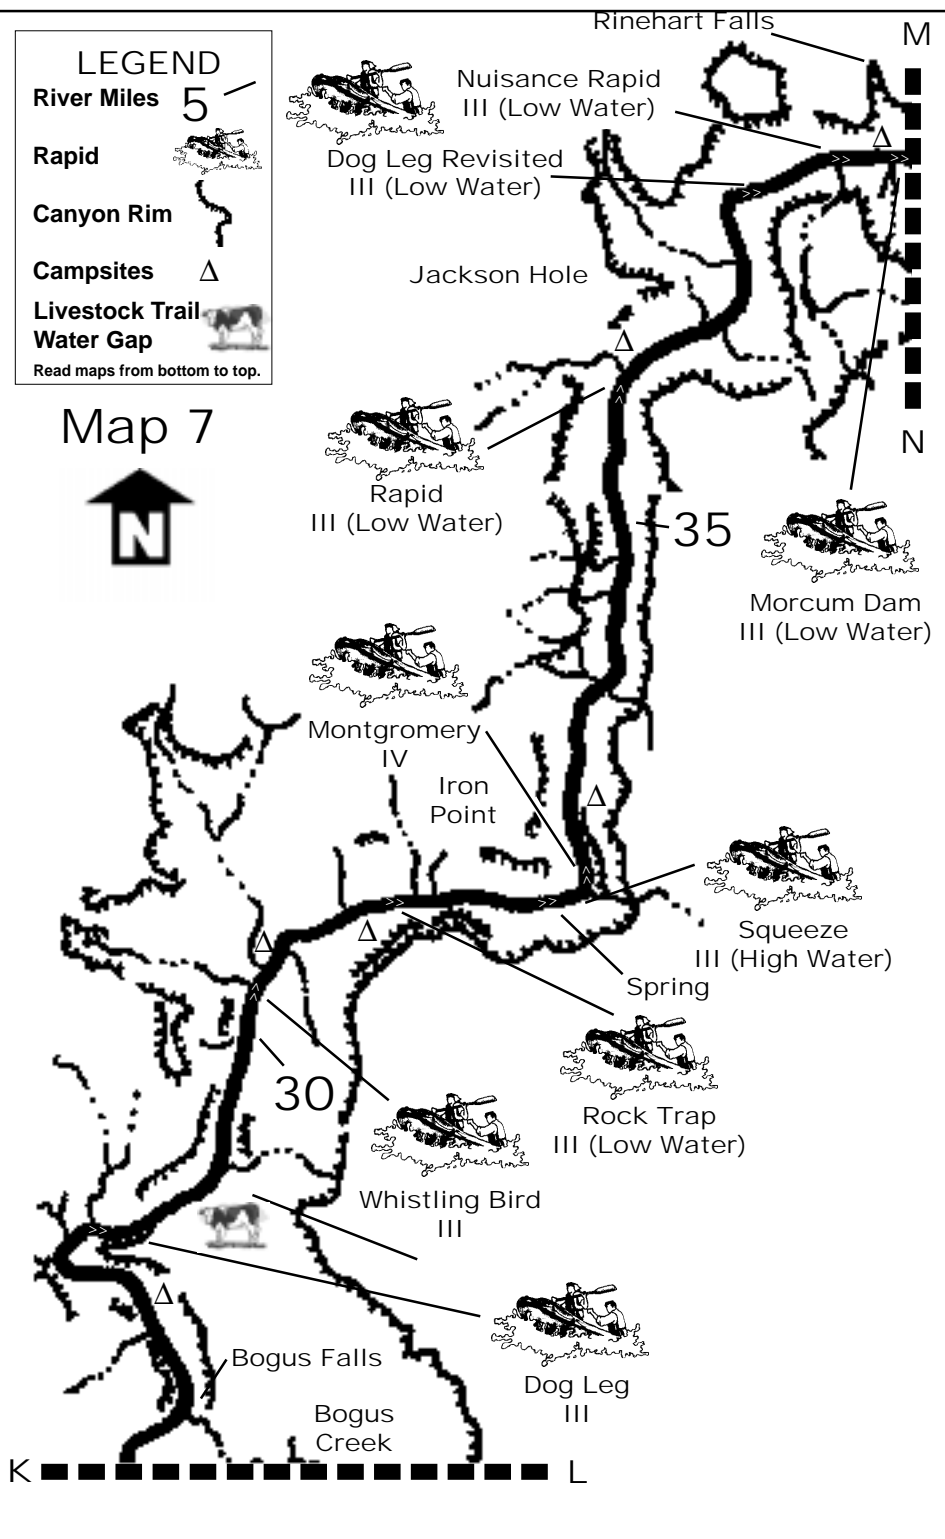 Rinehart Falls
M
LEGEND
River Miles 5
Rapid
Canyon Rim
Campsites Δ
Livestock Trail
Water Gap
Read maps from bottom to top.
Nuisance Rapid
III (Low Water)
Dog Leg Revisited
III (Low Water)
Jackson Hole
Map 7
N
N
Rapid
III (Low Water)
35
Morcum Dam
III (Low Water)
Montgromery
IV
Iron
Point
Squeeze
III (High Water)
Spring
Rock Trap
III (Low Water)
30
Whistling Bird
III
Dog Leg
III
Bogus Falls
Bogus
Creek
K
L